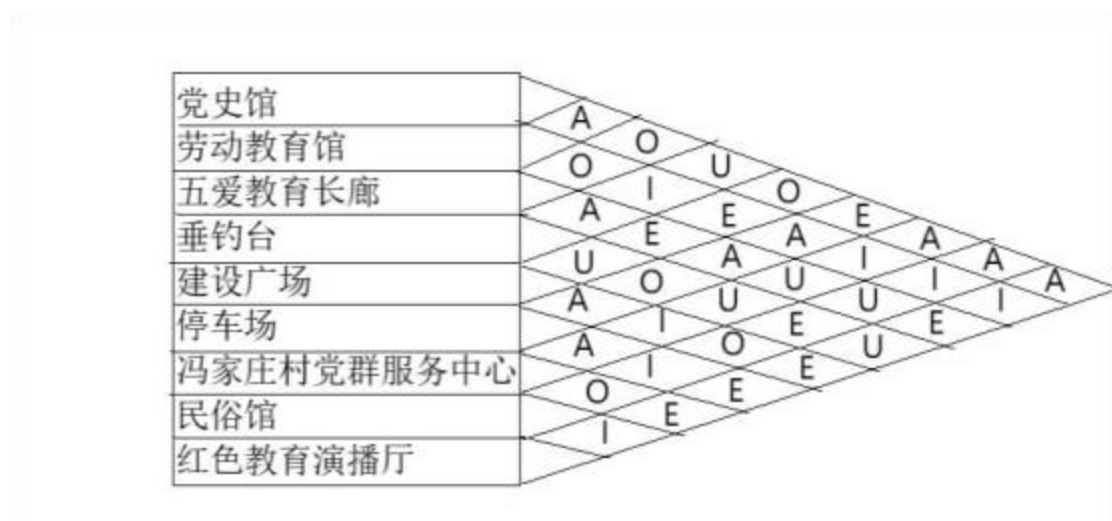 党史馆 A O U O E A A A
劳动教育馆 O I E A I I I
五爱教育长廊 A E A U U E
垂钓台 U O U E U
建设广场 A I O E
停车场 A I E
冯家庄村党群服务中心 O E
民俗馆 I
红色教育演播厅